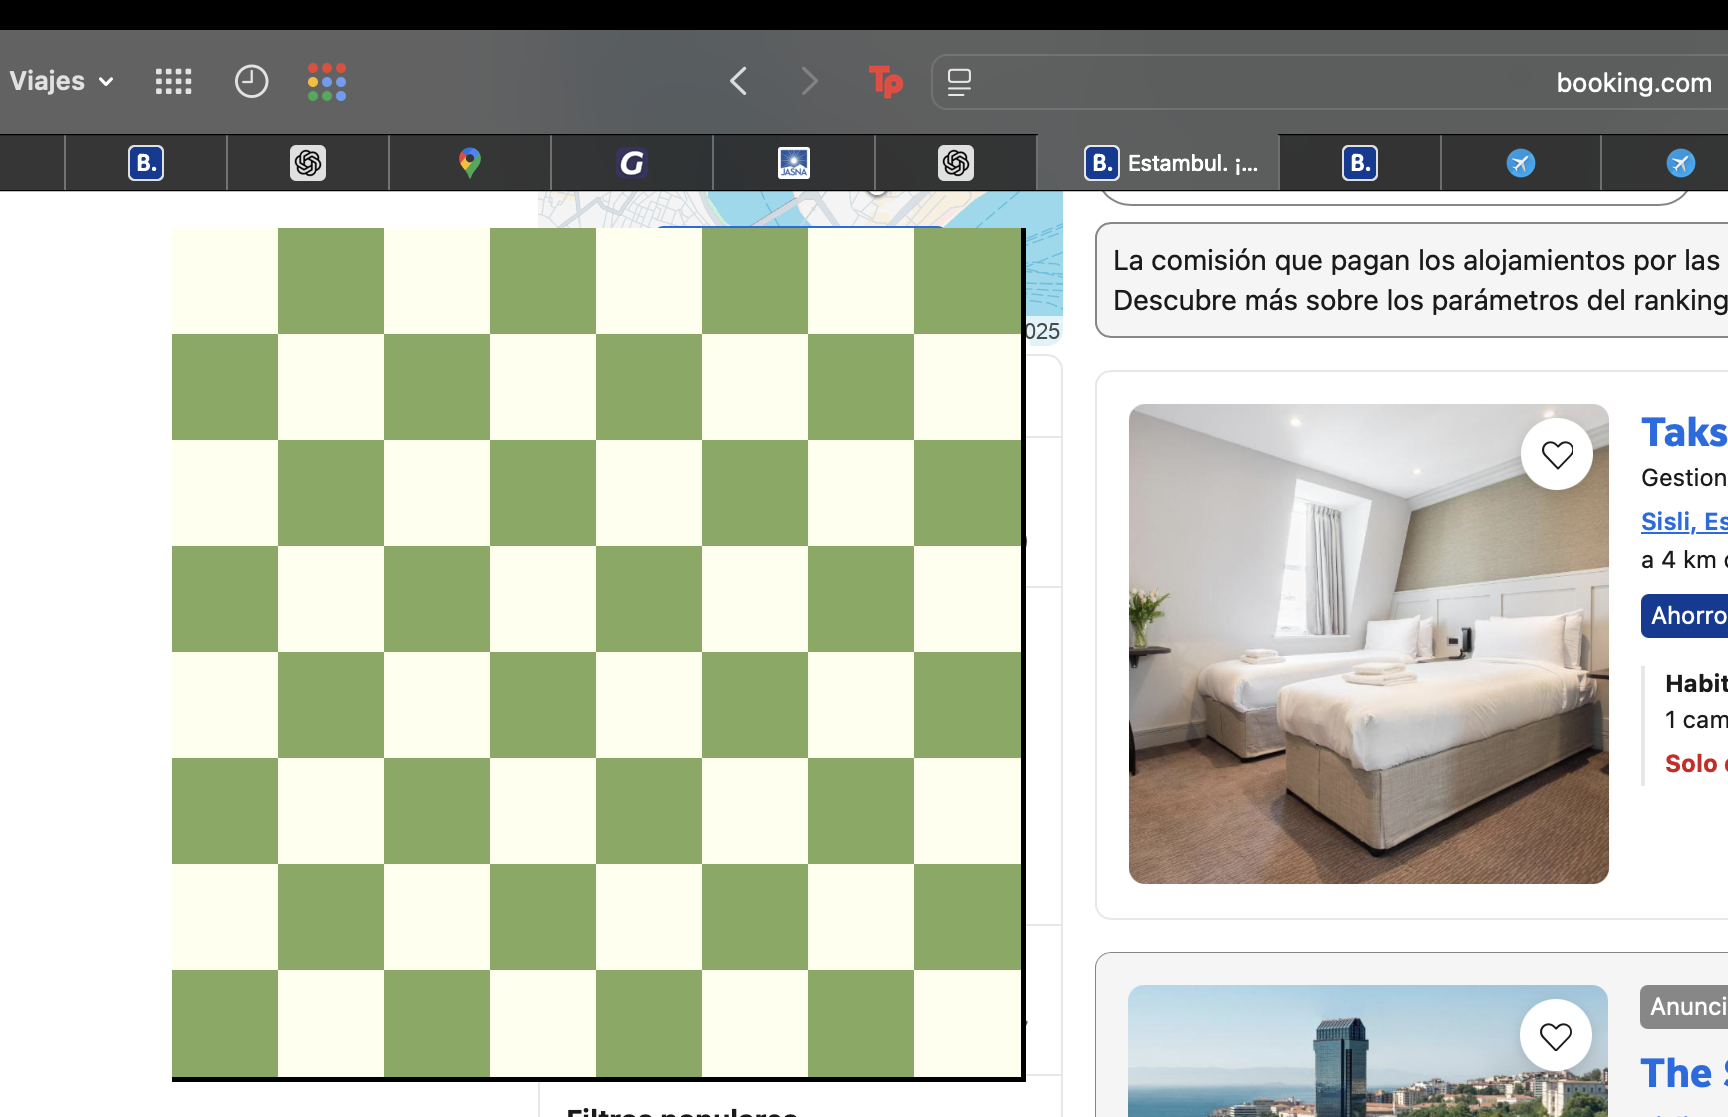 Viajes
Tp
booking.com
B.
G
JASNA
B. Estambul. ¡...
B.
La comisión que pagan los alojamientos por las
Descubre más sobre los parámetros del ranking
025
Taks
Gestion
Sisli, Es
a 4 km
Ahorro
Habit
1 cam
Solo
Anunci
The
Filtros populares